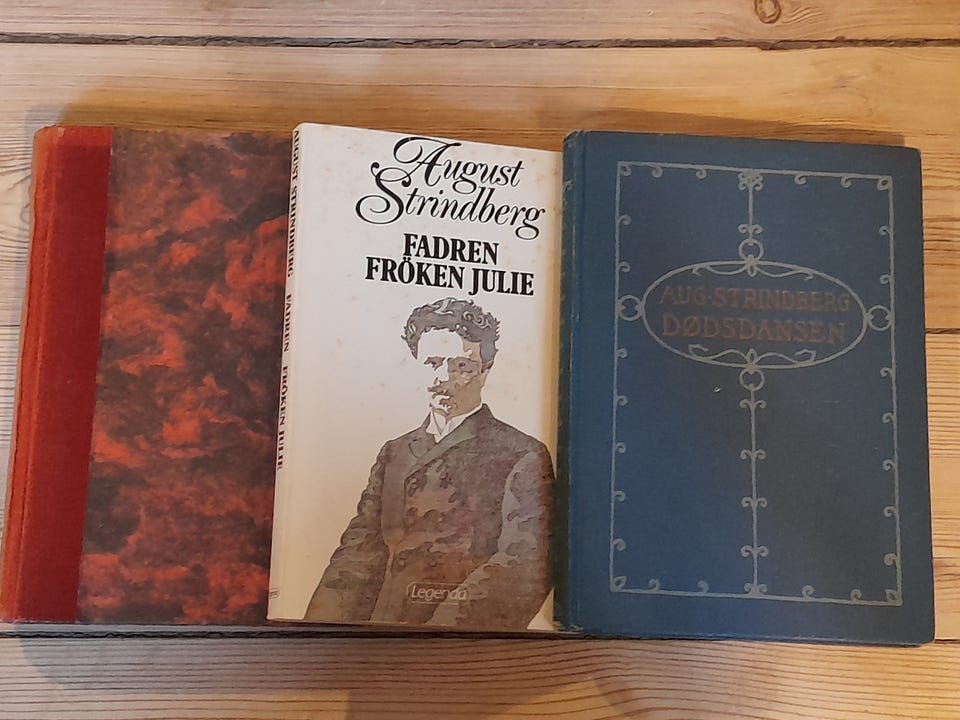 AUGUST STRINDBERG FADREN FRÖKEN JULIE
August
Strindberg
FADREN
FRÖKEN JULIE
Legenda
AUG·STRINDBERG
DØDSDANSEN